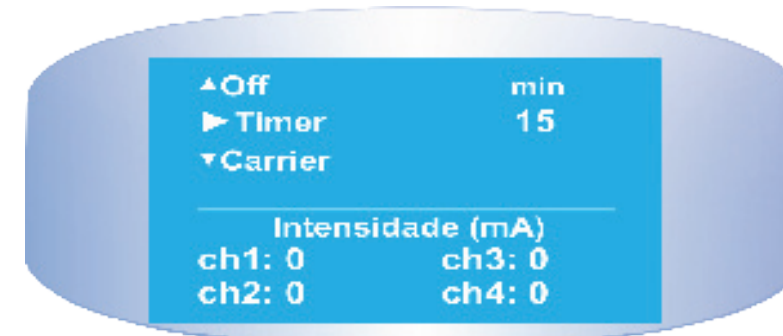 ▲Off min
►Timer 15
▼Carrier
Intensidade (mA)
ch1: 0 ch3: 0
ch2: 0 ch4: 0